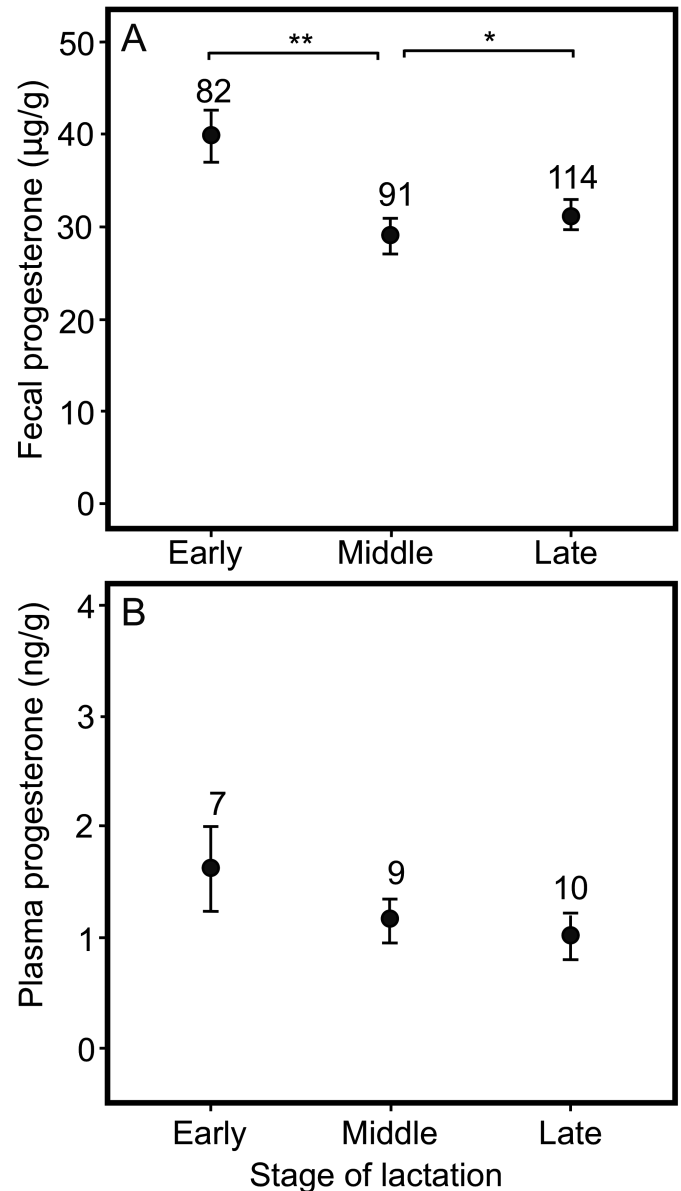 A
** *
50
82
40
114
91
30
20
10
0
Fecal progesterone (µg/g)
Early Middle Late
B
4
3
7
2
9
10
1
0
Plasma progesterone (ng/g)
Early Middle Late
Stage of lactation